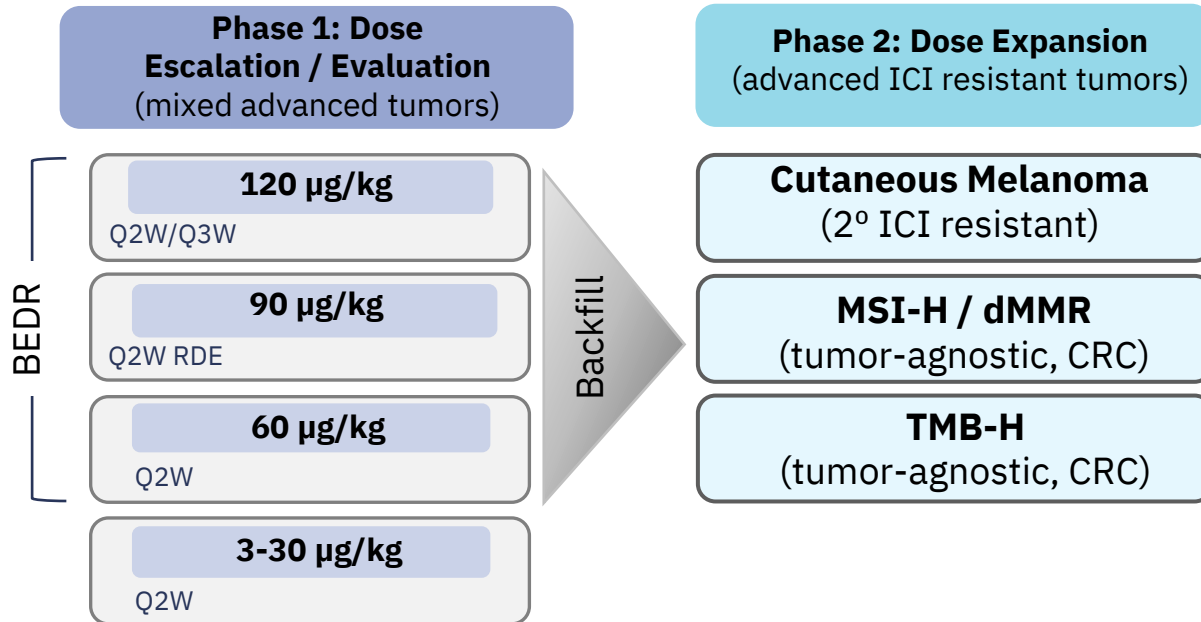 Phase 1: Dose
Escalation / Evaluation
(mixed advanced tumors)
Phase 2: Dose Expansion
(advanced ICI resistant tumors)
BEDR
120 µg/kg
Q2W/Q3W
90 µg/kg
Q2W RDE
60 µg/kg
Q2W
3-30 µg/kg
Q2W
Backfill
Cutaneous Melanoma
(2º ICI resistant)
MSI-H / dMMR
(tumor-agnostic, CRC)
TMB-H
(tumor-agnostic, CRC)